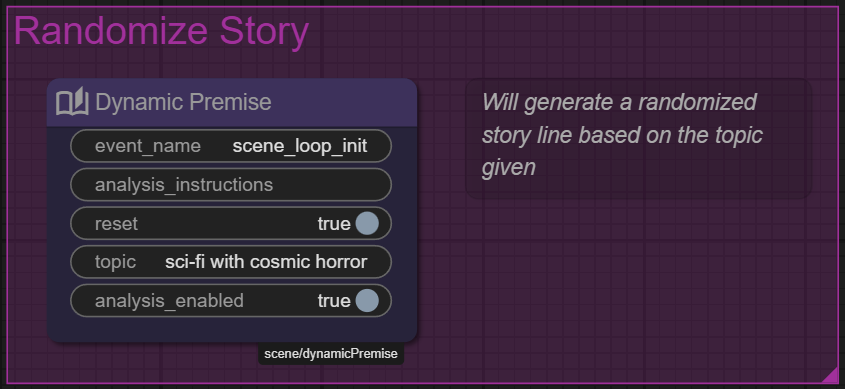 Randomize Story
Dynamic Premise
event_name scene_loop_init
analysis_instructions
reset true
topic sci-fi with cosmic horror
analysis_enabled true
scene/dynamicPremise
Will generate a randomized
story line based on the topic
given